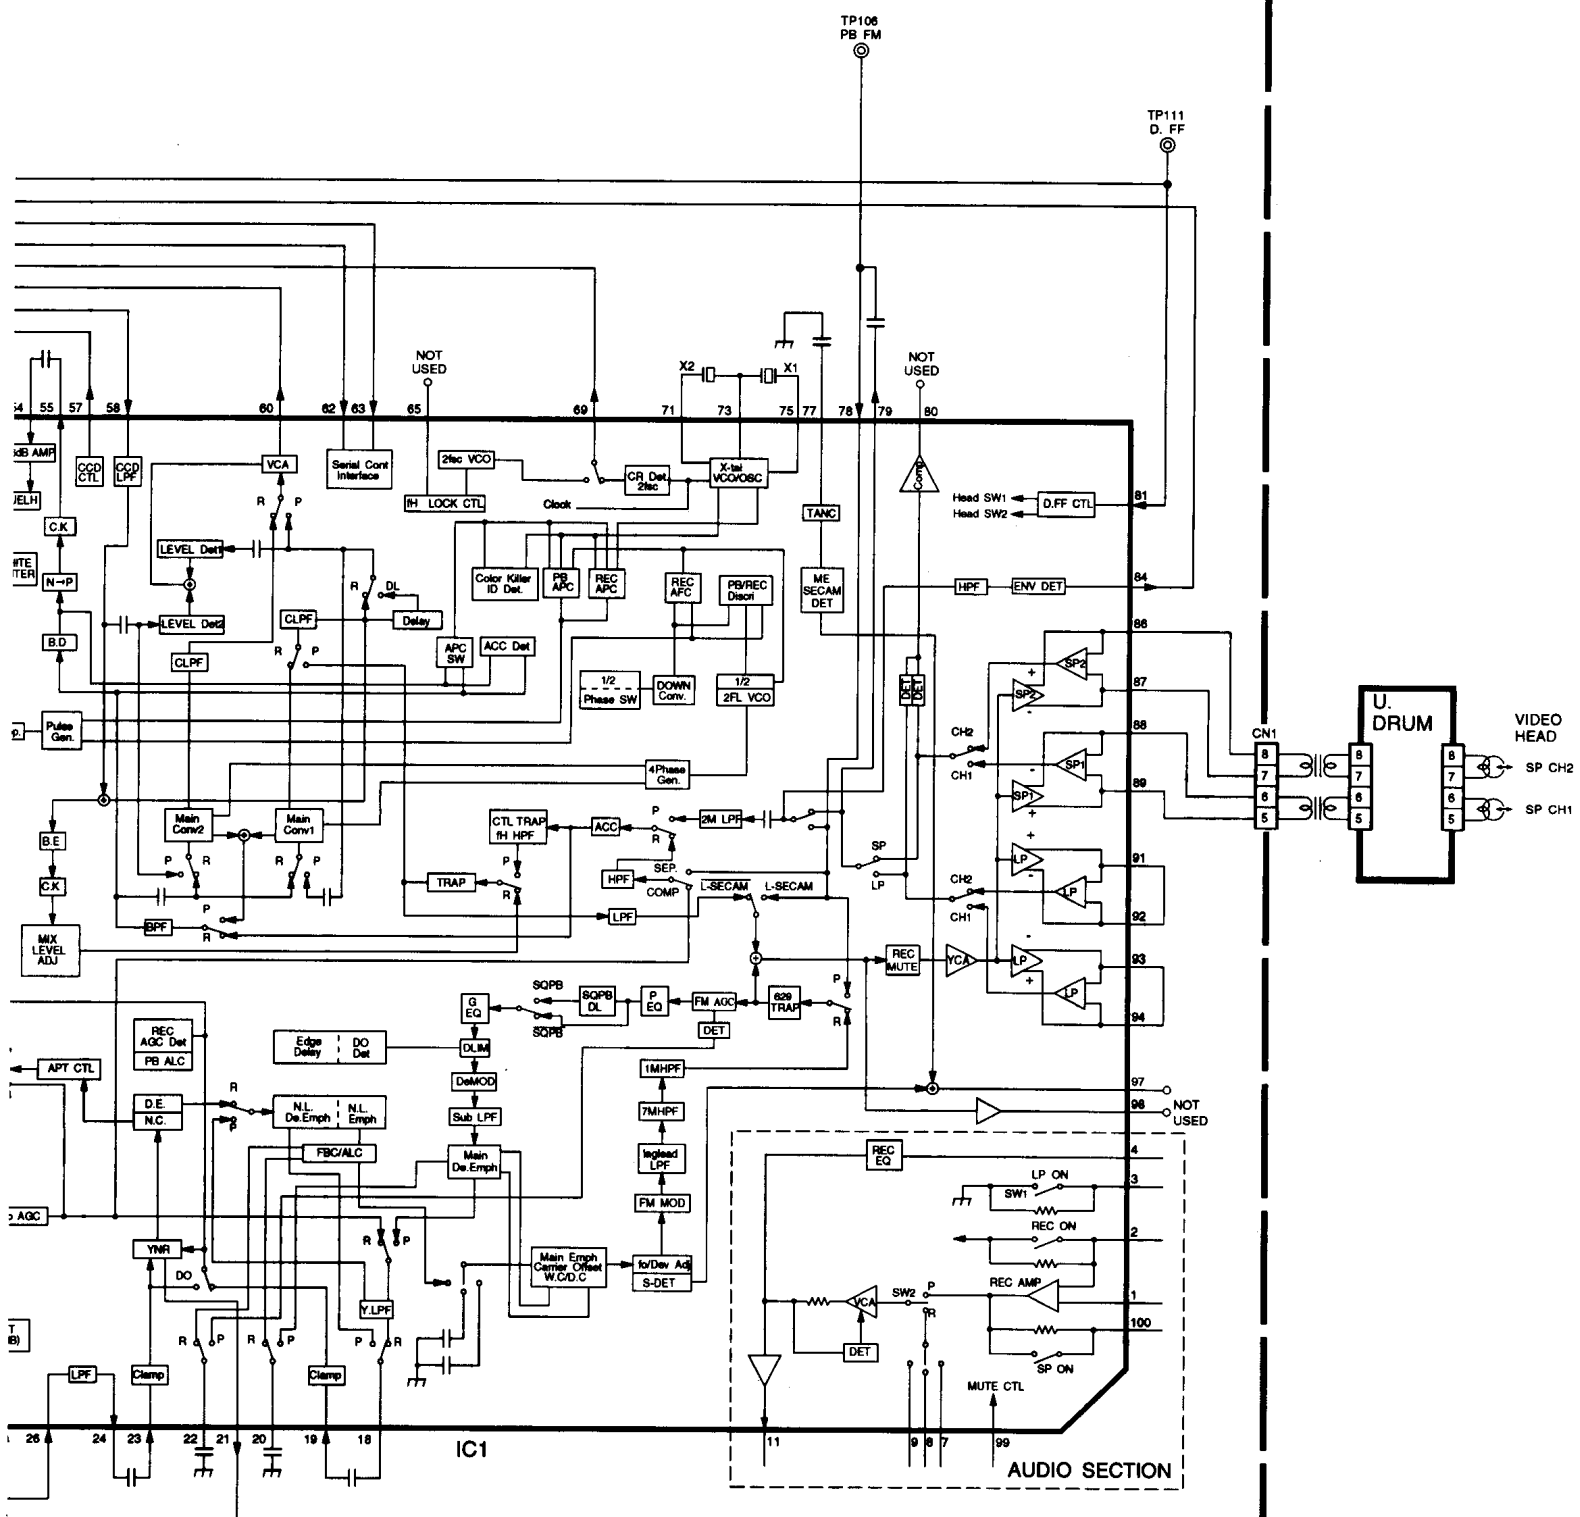 TP106
PB FM
TP111
D. FF
NOT
USED
X2
X1
NOT
USED
54
55
57
58
60
62
63
65
69
71
73
75
77
78
79
80
dB AMP
CCD
CTL
CCD
LPF
VCA
Serial Cont
Interface
2fsc VCO
fH LOCK CTL
CR Det
2fsc
X-tal
VCO/OSC
Clock
Comp
Head SW1
Head SW2
D.FF CTL
81
JELH
C.K
R
P
TANC
LEVEL Det1
N→P
Color Killer
ID Det.
PB
APC
REC
APC
REC
AFC
PB/REC
Discri
ME
SECAM
DET
HPF
ENV DET
84
R
DL
LEVEL Det2
CLPF
Delay
B.D
CLPF
R
P
APC
SW
ACC Det
1/2
Phase SW
DOWN
Conv.
1/2
2FL VCO
DET
DET
86
SP2
SP2
+
-
87
88
89
SP1
SP1
-
+
Pulse
Gen.
4Phase
Gen.
CH2
CH1
CN1
8
7
6
5
8
7
6
5
U.
DRUM
8
7
6
5
VIDEO
HEAD
SP CH2
SP CH1
Main
Conv2
Main
Conv1
CTL TRAP
fH HPF
ACC
P
R
2M LPF
B.E
P
R
P
P
R
TRAP
HPF
SEP.
COMP
SP
LP
+
LP
-
91
C.K
L-SECAM
L-SECAM
CH2
CH1
LP
92
BPF
P
R
LPF
MIX
LEVEL
ADJ
REC
MUTE
YCA
-
LP
+
93
LP
94
G
EQ
SQPB
SQPB
SQPB
DL
P
EQ
FM AGC
DET
629
TRAP
P
R
REC
AGC Det
PB ALC
Edge
Delay
DO
Det
DLIM
APT CTL
DeMOD
1MHPF
97
98
NOT
USED
D.E.
N.C.
R
P
N.L.
De.Emph
N.L.
Emph
Sub LPF
7MHPF
FBC/ALC
Main
De.Emph
laglead
LPF
REC
EQ
4
AGC
FM MOD
LP ON
SW1
3
REC ON
2
YNR
DO
R
P
Main Emph
Carrier Offset
W.C/D.C
fo/Dev Adj
S-DET
REC AMP
1
100
SW2
P
R
VCA
DET
SP ON
Y.LPF
R
P
R
P
P
R
LPF
Clamp
Clamp
MUTE CTL
26
24
23
22
21
20
19
18
IC1
11
9
8
7
99
AUDIO SECTION